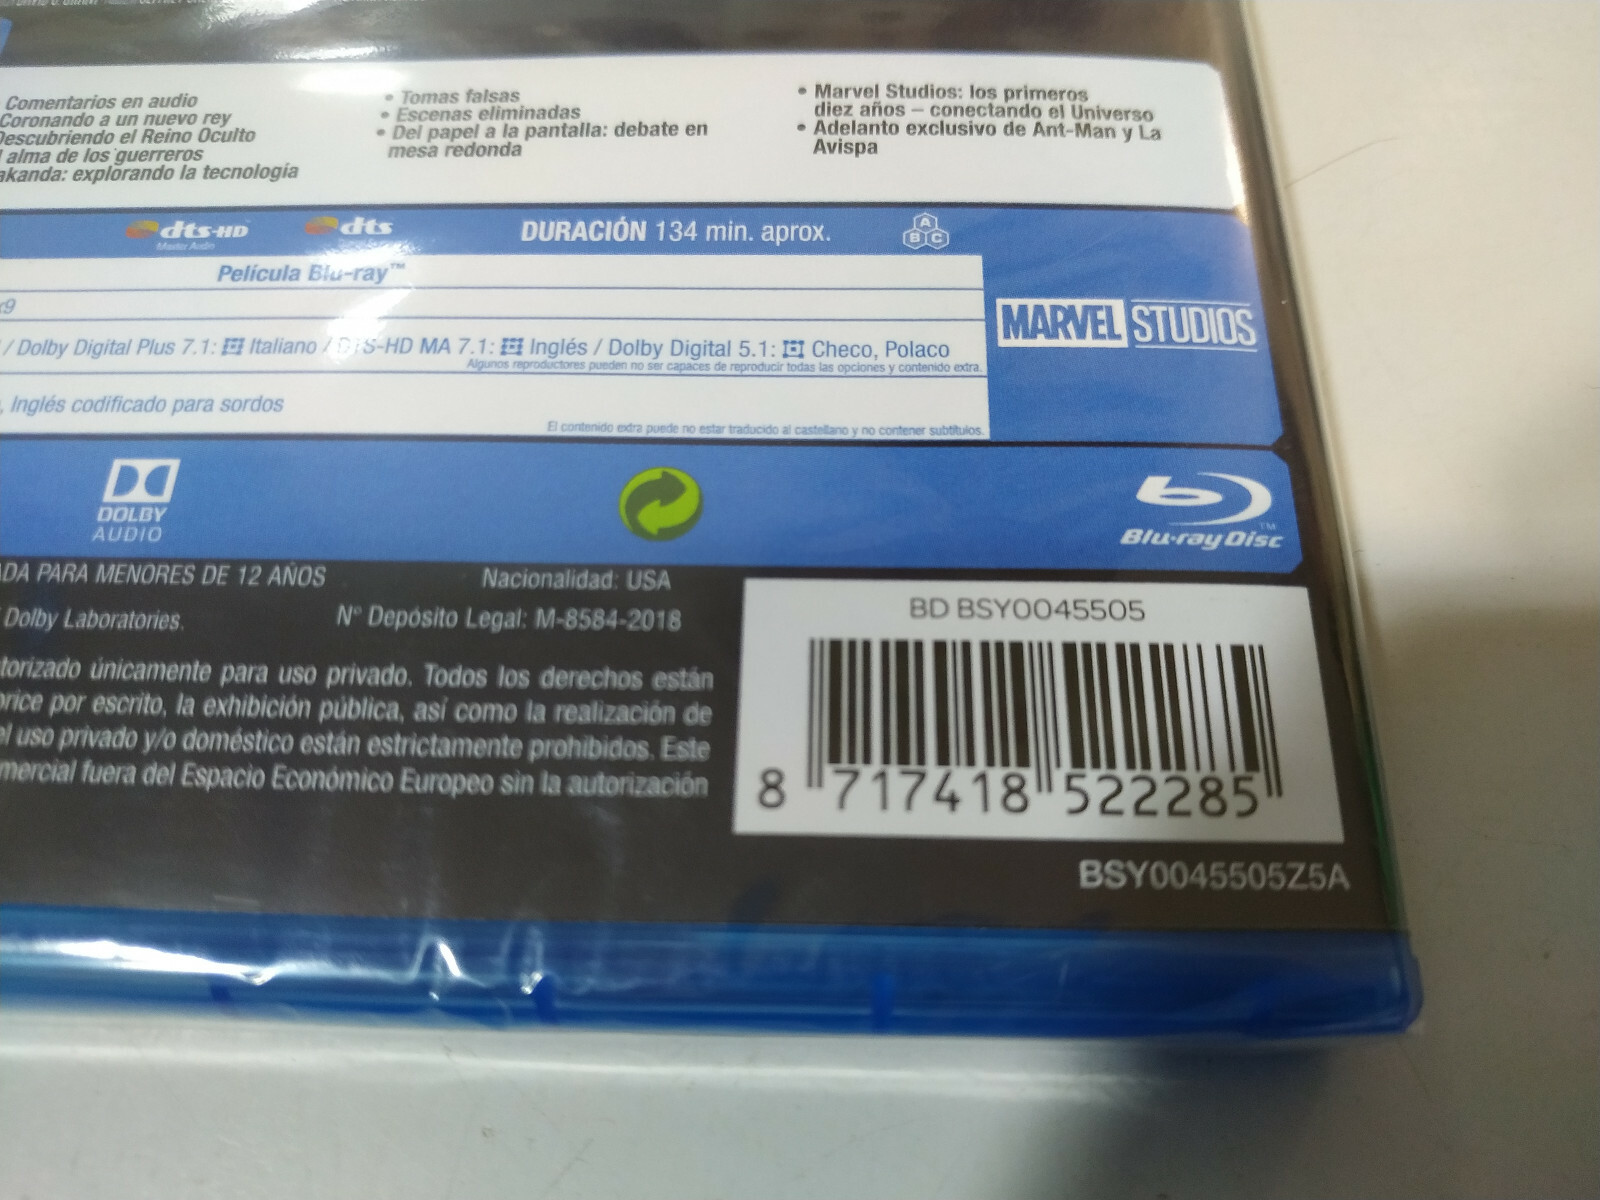 Comentarios en audio
Coronando a un nuevo rey
Descubriendo el Reino Oculto
alma de los guerreros
akanda: explorando la tecnología
• Tomas falsas
• Escenas eliminadas
• Del papel a la pantalla: debate en
mesa redonda
• Marvel Studios: los primeros
diez años – conectando el Universo
• Adelanto exclusivo de Ant-Man y La
Avispa
dts-HD
Master Audio
dts
DURACIÓN 134 min. aprox.
A
B C
Película Blu-ray™
x9
/ Dolby Digital Plus 7.1: Italiano / DTS-HD MA 7.1: Inglés / Dolby Digital 5.1: Checo, Polaco
Algunos reproductores pueden no ser capaces de reproducir todas las opciones y contenido extra.
, Inglés codificado para sordos
El contenido extra puede no estar traducido al castellano y no contener subtítulos.
MARVEL STUDIOS
DOLBY
AUDIO
Blu-ray Disc™
ADA PARA MENORES DE 12 AÑOS
Nacionalidad: USA
Dolby Laboratories.
Nº Depósito Legal: M-8584-2018
torizado únicamente para uso privado. Todos los derechos están
orice por escrito, la exhibición pública, así como la realización de
el uso privado y/o doméstico están estrictamente prohibidos. Este
mercial fuera del Espacio Económico Europeo sin la autorización
BD BSY0045505
8 717418 522285
BSY0045505Z5A